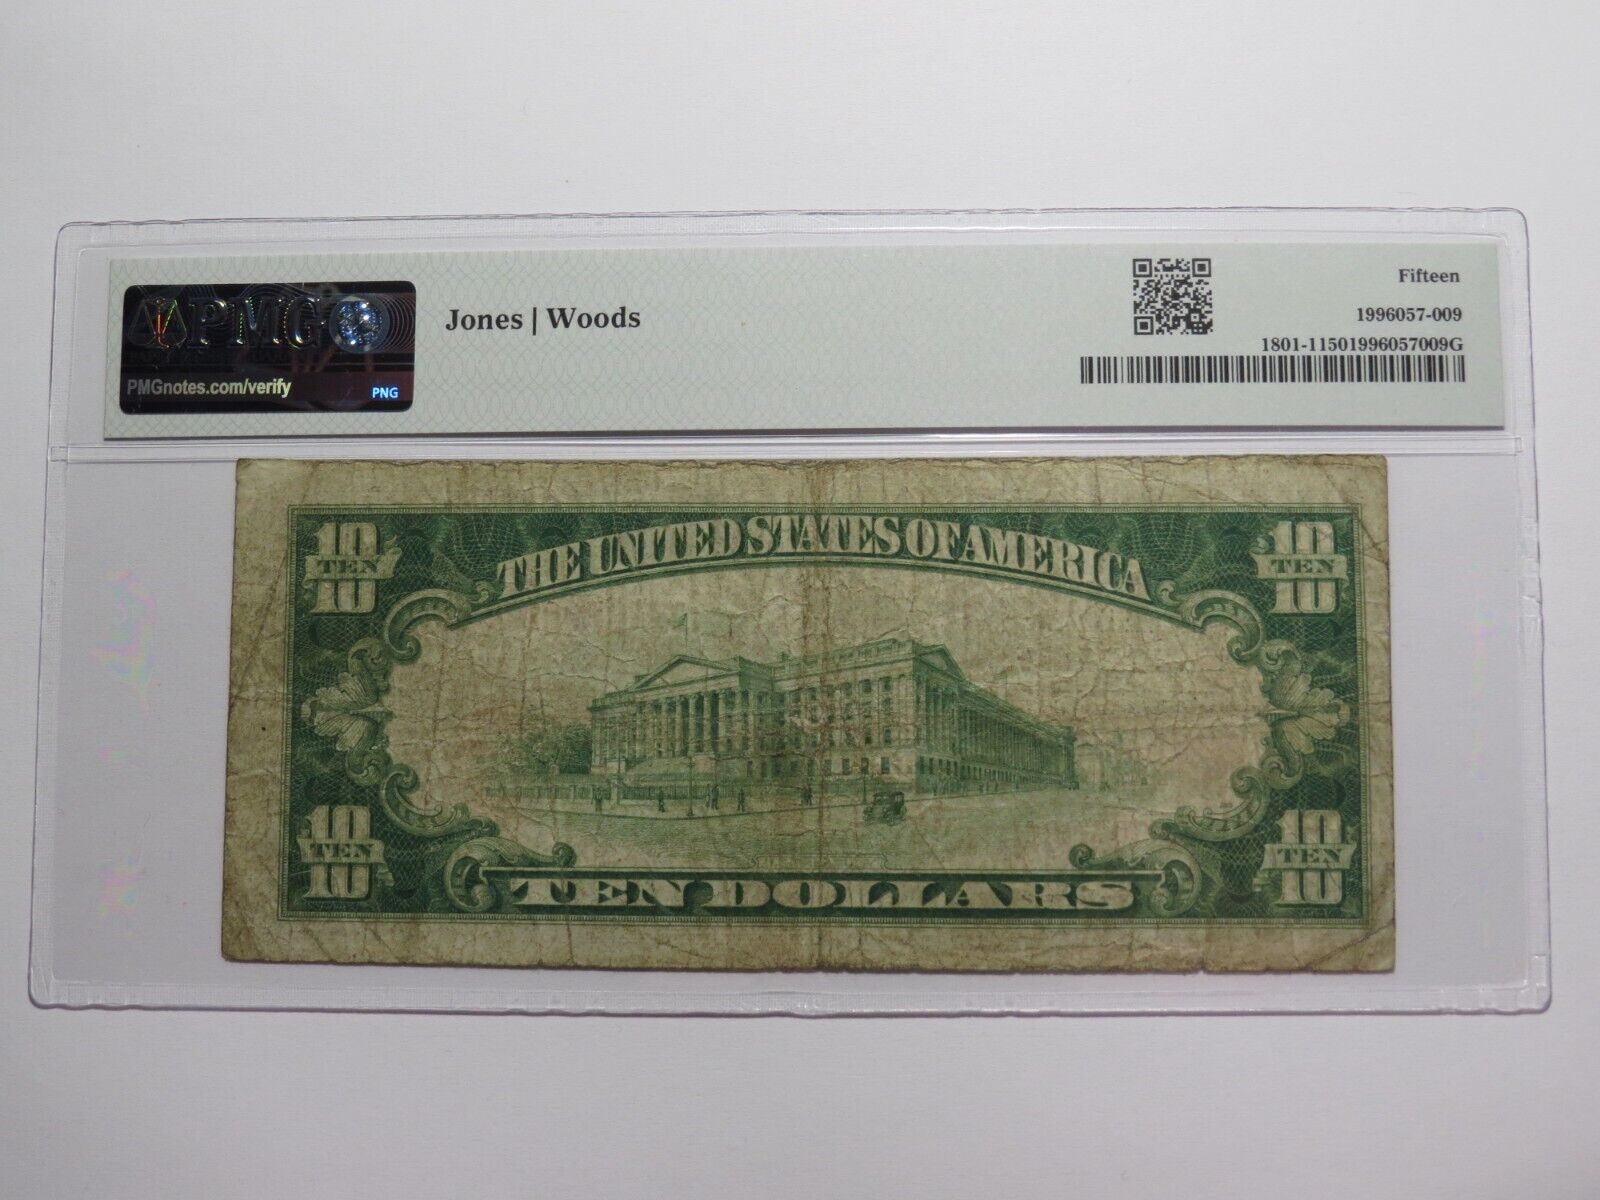 PMG
PMGnotes.com/verify
PNG
Jones | Woods
Fifteen
1996057-009
1801-11501996057009G
THE UNITED STATES OF AMERICA
10
TEN
10
10
TEN
10
10
TEN
10
10
TEN
10
TEN DOLLARS